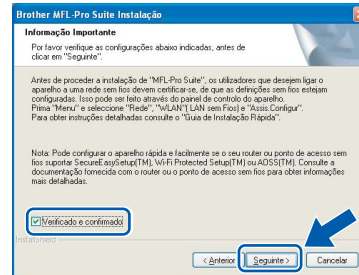 Brother MFL-Pro Suite Instalação
Informação Importante
Por favor verifique as configurações abaixo indicadas, antes de
clicar em "Seguinte".
Antes de proceder a instalação de "MFL-Pro Suite", os utilizadores que desejem ligar o
aparelho a uma rede sem fios devem certificar-se, de que as definições sem fios estejam
configuradas. Isso pode ser feito através do painel de controlo do aparelho.
Prima "Menu" e seleccione "Rede", "WLAN"( LAN sem Fios) e "Assis.Configur".
Para obter instruções detalhadas consulte o "Guia de Instalação Rápida".
Nota: Pode configurar o aparelho rápida e facilmente se o seu router ou ponto de acesso sem
fios suportar SecureEasySetup(TM), Wi-Fi Protected Setup(TM) ou AOSS(TM). Consulte a
documentação fornecida com o router ou o ponto de acesso sem fios para obter informações
mais detalhadas.
Verificado e confirmado
InstallShield
< Anterior Seguinte > Cancelar